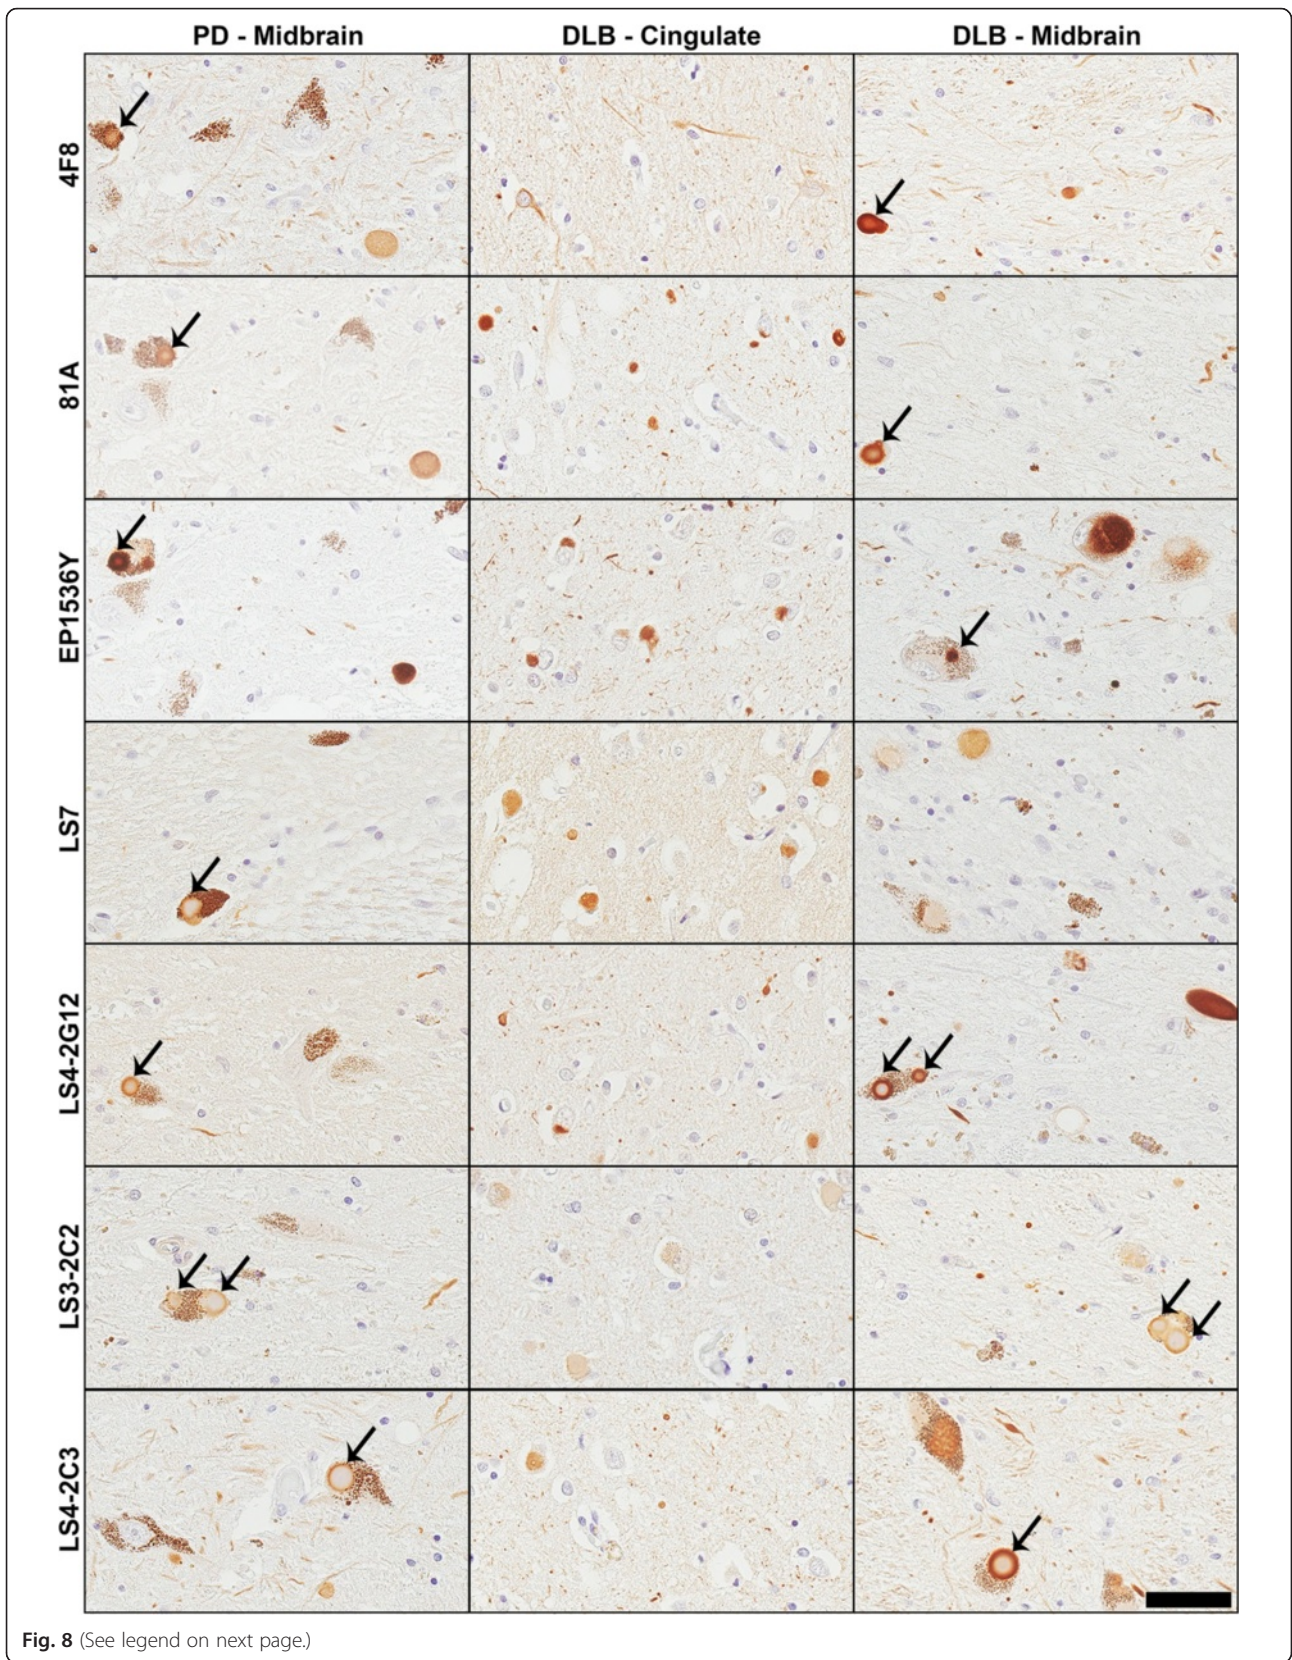 PD - Midbrain DLB - Cingulate DLB - Midbrain
4F8
81A
EP1536Y
LS7
LS4-2G12
LS3-2C2
LS4-2C3
Fig. 8 (See legend on next page.)